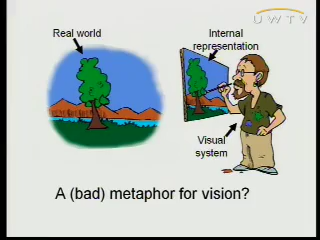 UWTV
Real world
Internal
representation
Visual
system
A (bad) metaphor for vision?